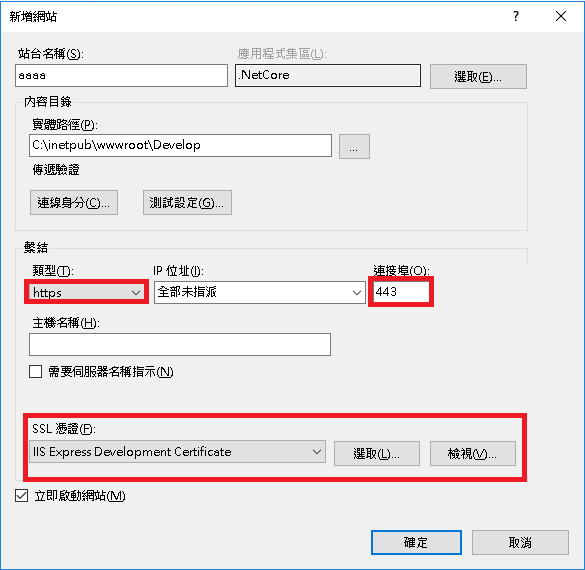 新增網站
站台名稱(S): 應用程式集區(L):
aaaa .NetCore 選取(E)...
內容目錄
實體路徑(P):
C:\inetpub\wwwroot\Develop ...
傳遞驗證
連線身分(C)... 測試設定(G)...
繫結
類型(T): IP 位址(I): 連接埠(O):
https 全部未指派 443
主機名稱(H):
需要伺服器名稱指示(N)
SSL 憑證(F):
IIS Express Development Certificate 選取(L)... 檢視(V)...
立即啟動網站(M)
確定 取消